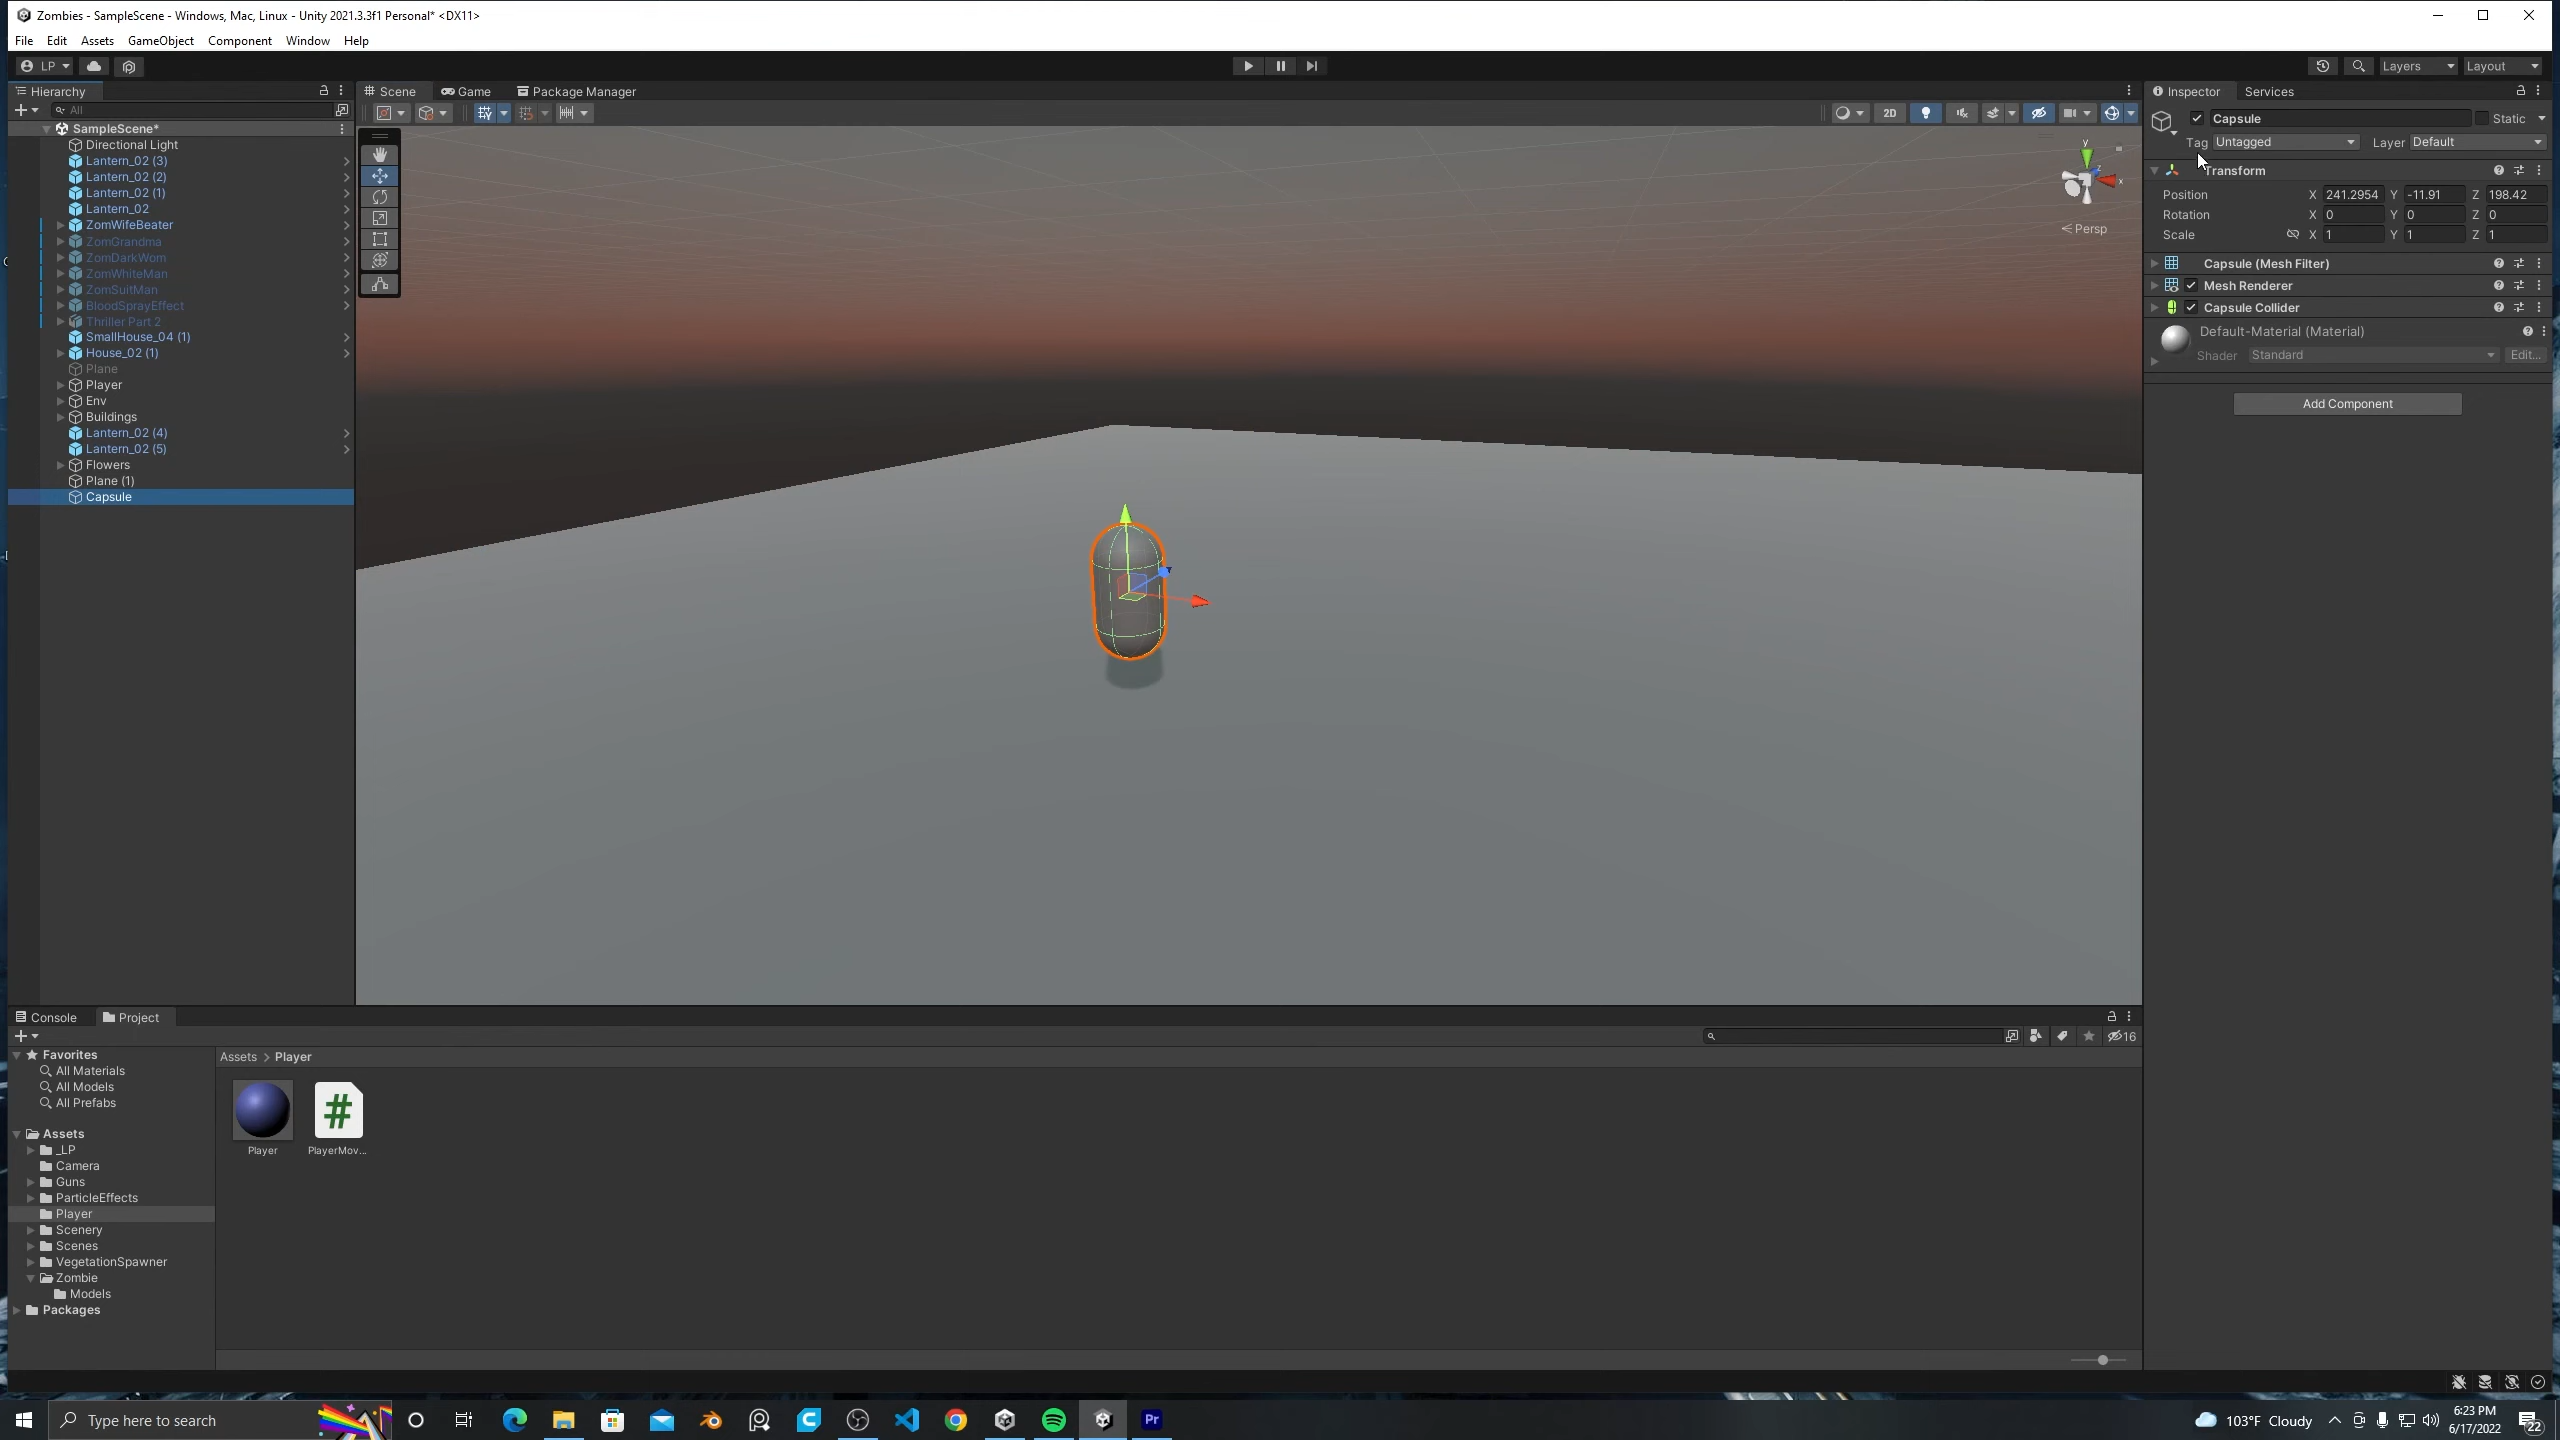 Zombies - SampleScene - Windows, Mac, Linux - Unity 2021.3.3f1 Personal* <DX11>
File Edit Assets GameObject Component Window Help
LP Layers Layout
Hierarchy Scene Game Package Manager Inspector Services
All
SampleScene*
Directional Light
Lantern_02 (3)
Lantern_02 (2)
Lantern_02 (1)
Lantern_02
ZomWifeBeater
ZomGrandma
ZomDarkWom
ZomWhiteMan
ZomSuitMan
BloodSprayEffect
Thriller Part 2
SmallHouse_04 (1)
House_02 (1)
Plane
Player
Env
Buildings
Lantern_02 (4)
Lantern_02 (5)
Flowers
Plane (1)
Capsule
2D
y
x
Persp
Capsule Static
Tag Untagged Layer Default
Transform
Position X 241.2954 Y -11.91 Z 198.42
Rotation X 0 Y 0 Z 0
Scale X 1 Y 1 Z 1
Capsule (Mesh Filter)
Mesh Renderer
Capsule Collider
Default-Material (Material)
Shader Standard Edit...
Add Component
Console Project
16
Favorites
All Materials
All Models
All Prefabs
Assets
_LP
Camera
Guns
ParticleEffects
Player
Scenery
Scenes
VegetationSpawner
Zombie
Models
Packages
Assets > Player
#
Player PlayerMov...
Type here to search
Pr
103°F Cloudy
6:23 PM
6/17/2022
22